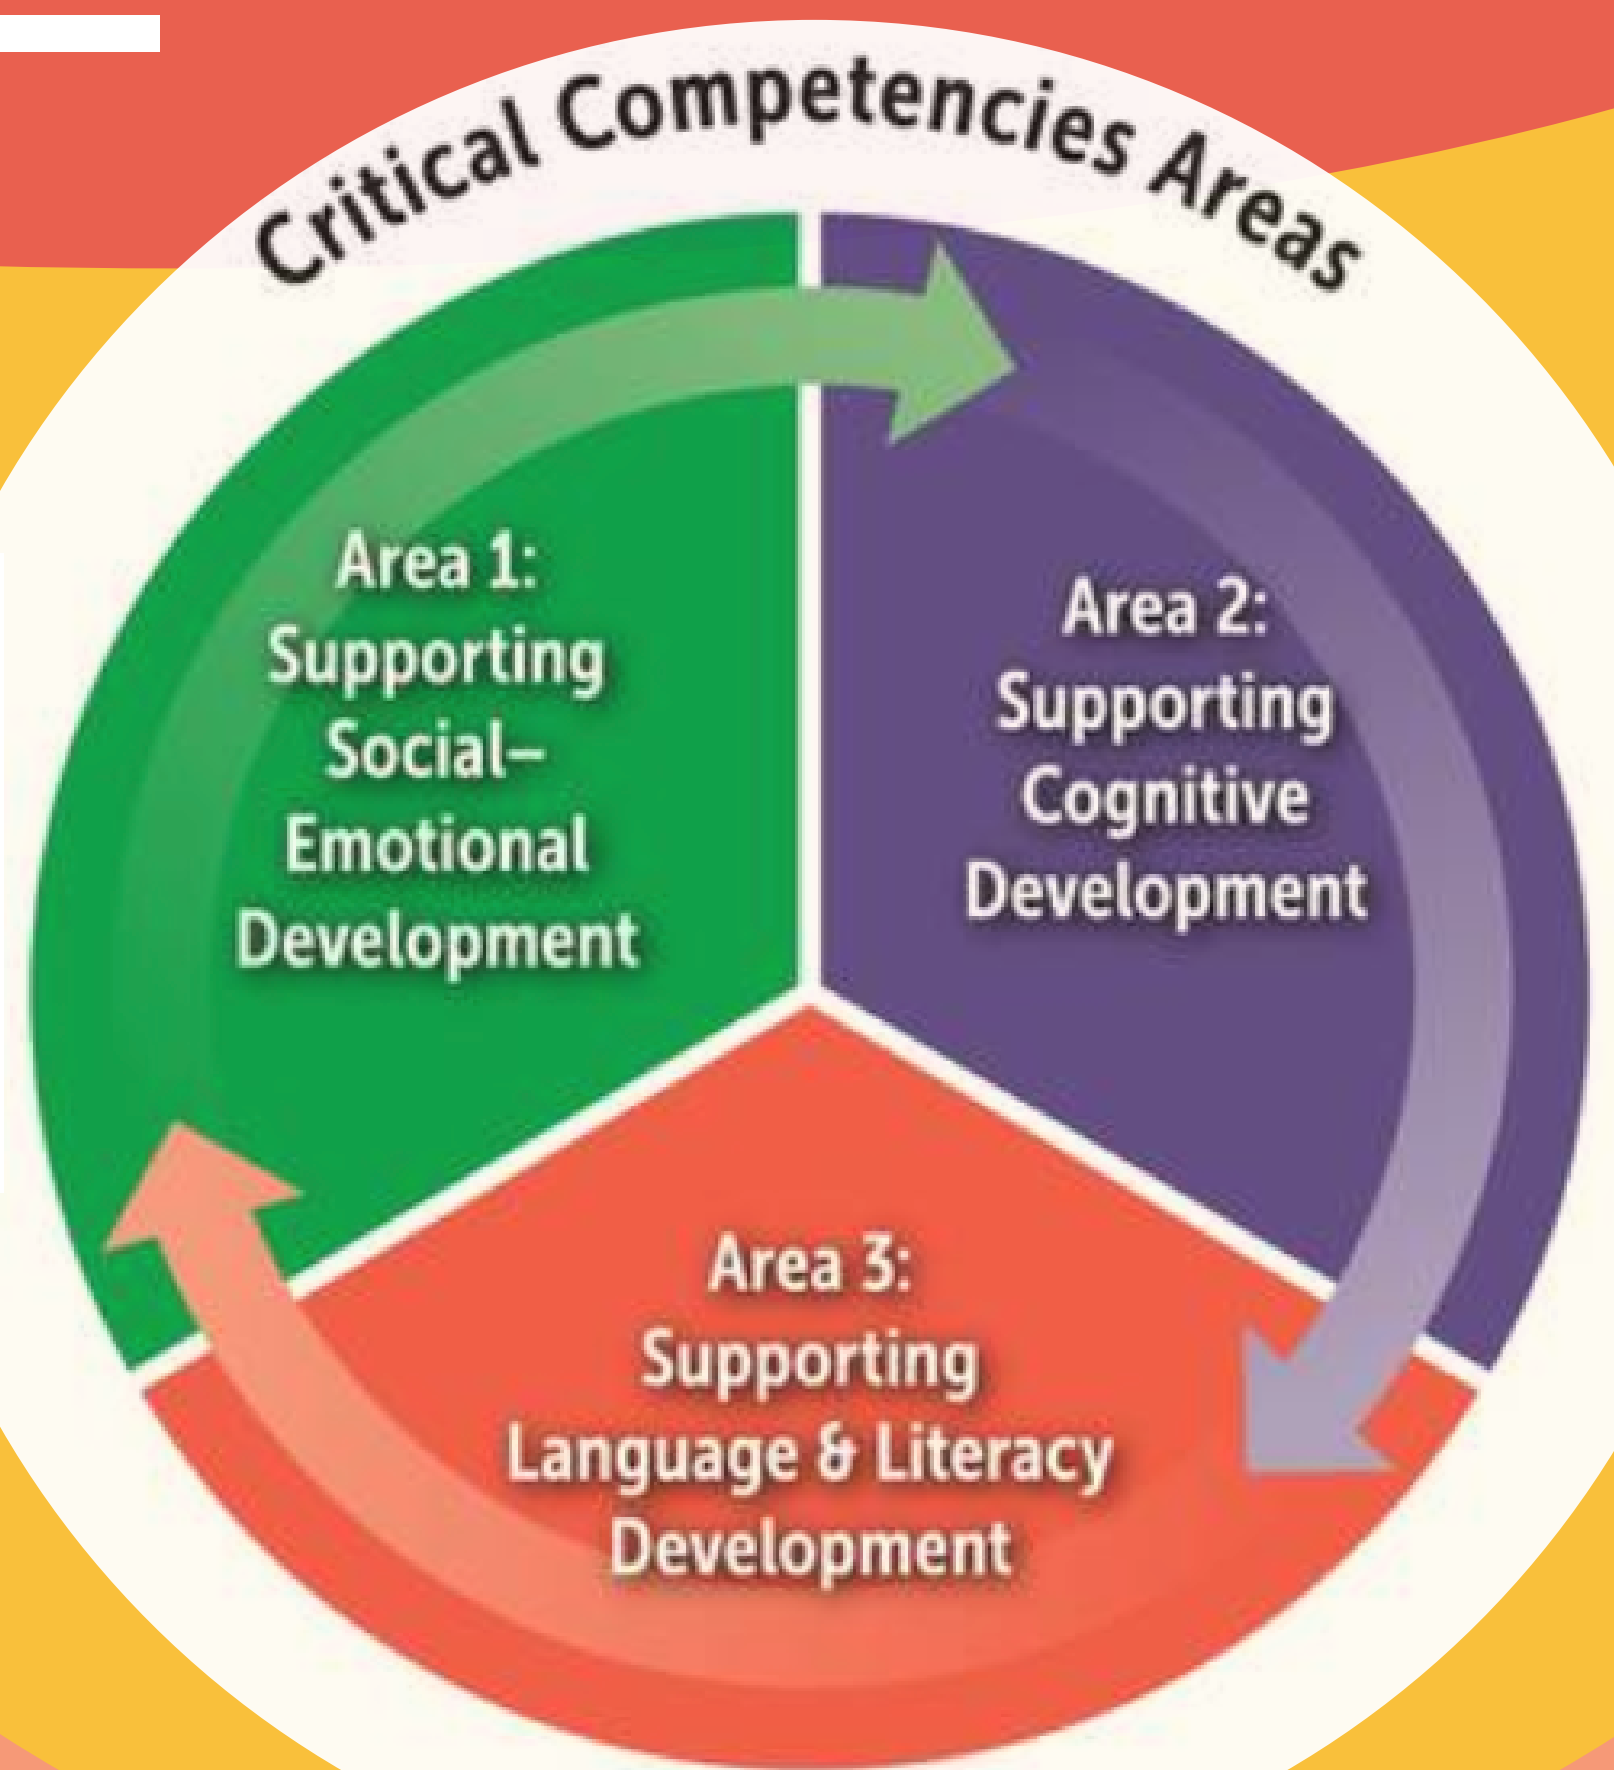 Critical Competencies Areas
Area 1:
Supporting
Social–
Emotional
Development
Area 2:
Supporting
Cognitive
Development
Area 3:
Supporting
Language & Literacy
Development